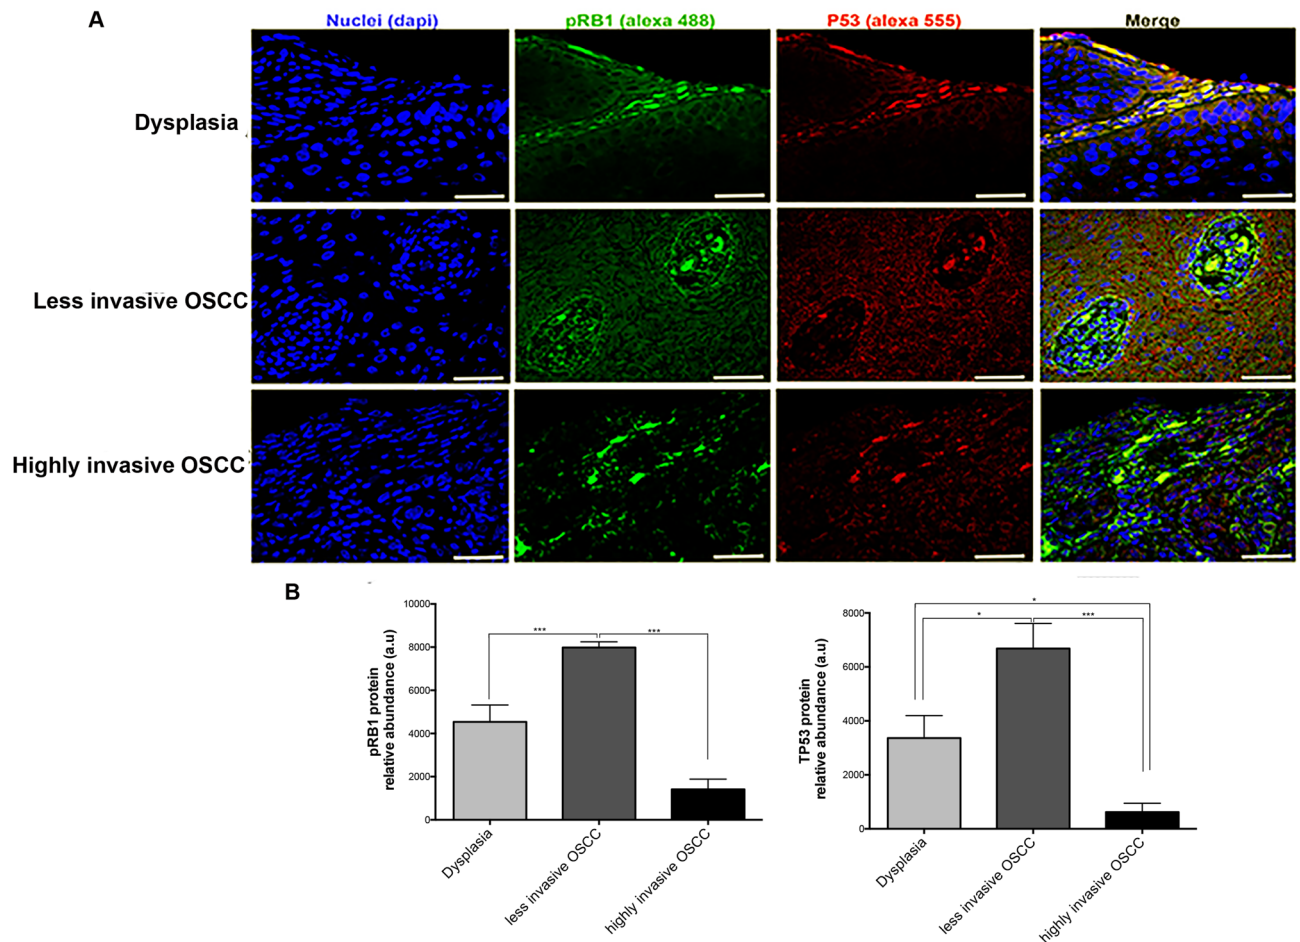 A
Nuclei (dapi)
pRB1 (alexa 488)
P53 (alexa 555)
Merge
Dysplasia
Less invasive OSCC
Highly invasive OSCC
B
pRB1 protein
relative abundance (a.u)
10000
8000
6000
4000
2000
0
***
***
Dysplasia
less invasive OSCC
highly invasive OSCC
TP53 protein
relative abundance (a.u)
8000
6000
4000
2000
0
*
*
***
Dysplasia
less invasive OSCC
highly invasive OSCC